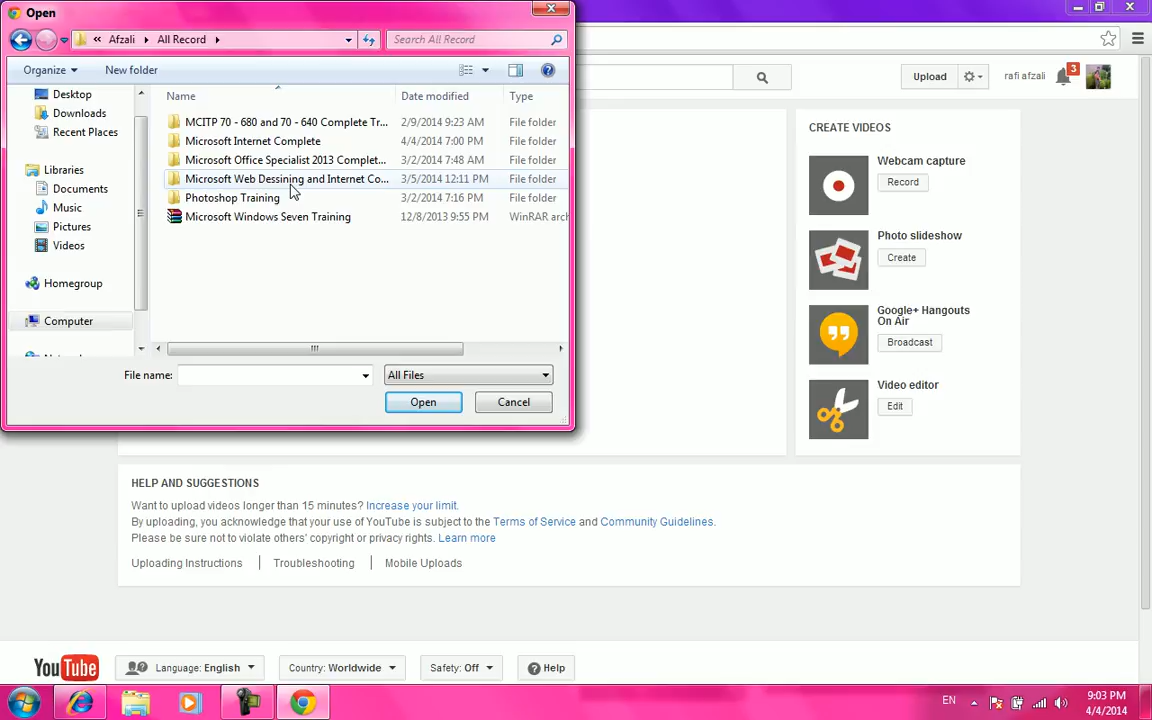 Open
« Afzali All Record
Search All Record
Organize
New folder
Desktop
Downloads
Recent Places
Libraries
Documents
Music
Pictures
Videos
Homegroup
Computer
Name Date modified Type
MCITP 70 - 680 and 70 - 640 Complete Tr... 2/9/2014 9:23 AM File folder
Microsoft Internet Complete 4/4/2014 7:00 PM File folder
Microsoft Office Specialist 2013 Complet... 3/2/2014 7:48 AM File folder
Microsoft Web Dessining and Internet Co... 3/5/2014 12:11 PM File folder
Photoshop Training 3/2/2014 7:16 PM File folder
Microsoft Windows Seven Training 12/8/2013 9:55 PM WinRAR arch
File name:
All Files
Open Cancel
Upload
rafi afzali
3
CREATE VIDEOS
Webcam capture
Record
Photo slideshow
Create
Google+ Hangouts
On Air
Broadcast
Video editor
Edit
HELP AND SUGGESTIONS
Want to upload videos longer than 15 minutes? Increase your limit.
By uploading, you acknowledge that your use of YouTube is subject to the Terms of Service and Community Guidelines.
Please be sure not to violate others' copyright or privacy rights. Learn more
Uploading Instructions Troubleshooting Mobile Uploads
YouTube
Language: English
Country: Worldwide
Safety: Off
Help
EN
9:03 PM
4/4/2014